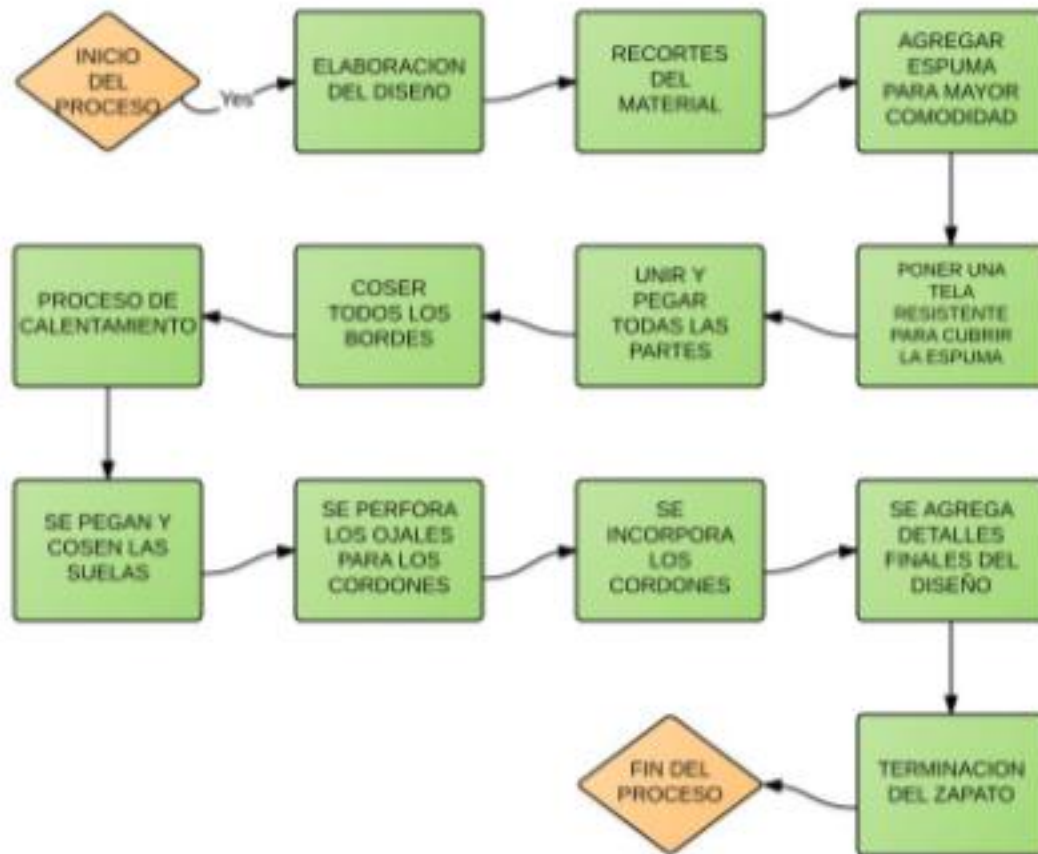 INICIO
DEL
PROCESO
Yes
ELABORACION
DEL DISEñO
RECORTES
DEL
MATERIAL
AGREGAR
ESPUMA
PARA MAYOR
COMODIDAD
PONER UNA
TELA
RESISTENTE
PARA CUBRIR
LA ESPUMA
UNIR Y
PEGAR
TODAS LAS
PARTES
COSER
TODOS LOS
BORDES
PROCESO DE
CALENTAMIENTO
SE PEGAN Y
COSEN LAS
SUELAS
SE PERFORA
LOS OJALES
PARA LOS
CORDONES
SE
INCORPORA
LOS
CORDONES
SE AGREGA
DETALLES
FINALES DEL
DISEÑO
TERMINACION
DEL ZAPATO
FIN DEL
PROCESO